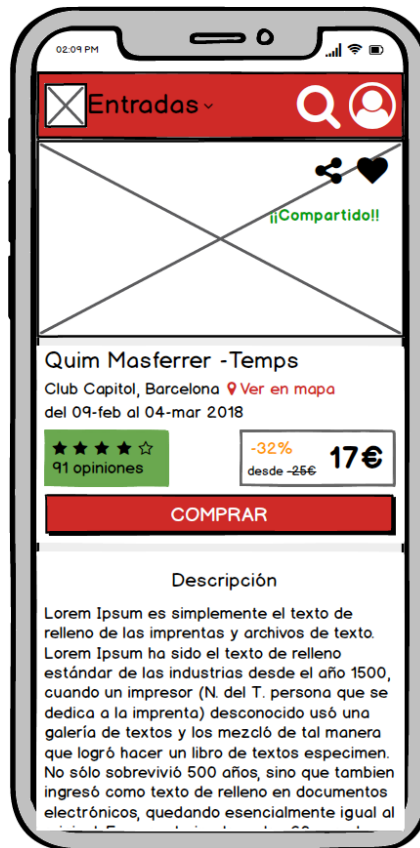 02:09 PM
Entradas
¡¡Compartido!!
Quim Masferrer -Temps
Club Capitol, Barcelona Ver en mapa
del 09-feb al 04-mar 2018
91 opiniones
-32%
desde -25€ 17€
COMPRAR
Descripción
Lorem Ipsum es simplemente el texto de
relleno de las imprentas y archivos de texto.
Lorem Ipsum ha sido el texto de relleno
estándar de las industrias desde el año 1500,
cuando un impresor (N. del T. persona que se
dedica a la imprenta) desconocido usó una
galería de textos y los mezcló de tal manera
que logró hacer un libro de textos especimen.
No sólo sobrevivió 500 años, sino que tambien
ingresó como texto de relleno en documentos
electrónicos, quedando esencialmente igual al